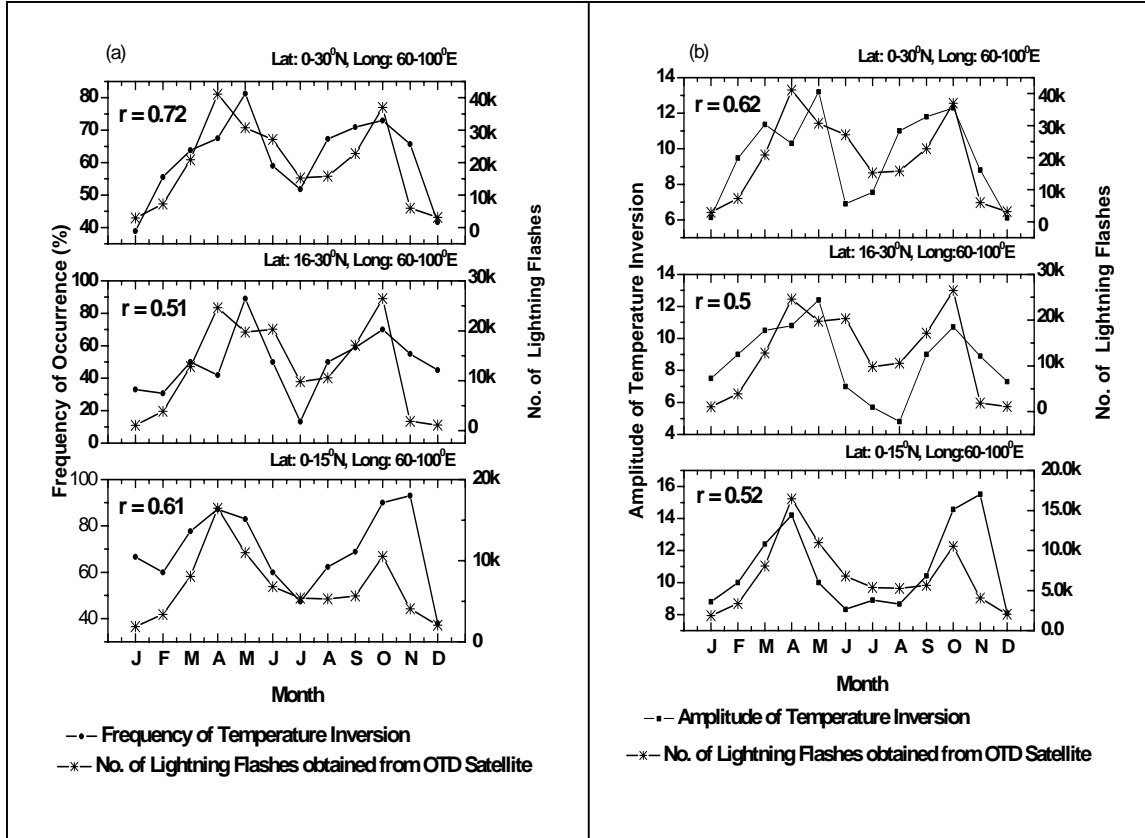 (a)
Lat: 0-30⁰N, Long: 60-100⁰E
r = 0.72
80
70
60
50
40
40k
30k
20k
10k
0
Lat: 16-30⁰N, Long: 60-100⁰E
r = 0.51
100
80
60
40
20
0
30k
20k
10k
0
Lat: 0-15⁰N, Long: 60-100⁰E
r = 0.61
100
80
60
40
20k
10k
0
Frequency of Occurrence (%)
No. of Lightning Flashes
J F M A M J J A S O N D
Month
Frequency of Temperature Inversion
No. of Lightning Flashes obtained from OTD Satellite
(b)
Lat: 0-30⁰N, Long: 60-100⁰E
r = 0.62
14
12
10
8
6
40k
30k
20k
10k
0
Lat: 16-30⁰N, Long: 60-100⁰E
r = 0.5
14
12
10
8
6
4
30k
20k
10k
0
Lat: 0-15⁰N, Long:60-100⁰E
r = 0.52
16
14
12
10
8
20.0k
15.0k
10.0k
5.0k
0.0
Amplitude of Temperature Inversion
No. of Lightning Flashes
J F M A M J J A S O N D
Month
Amplitude of Temperature Inversion
No. of Lightning Flashes obtained from OTD Satellite